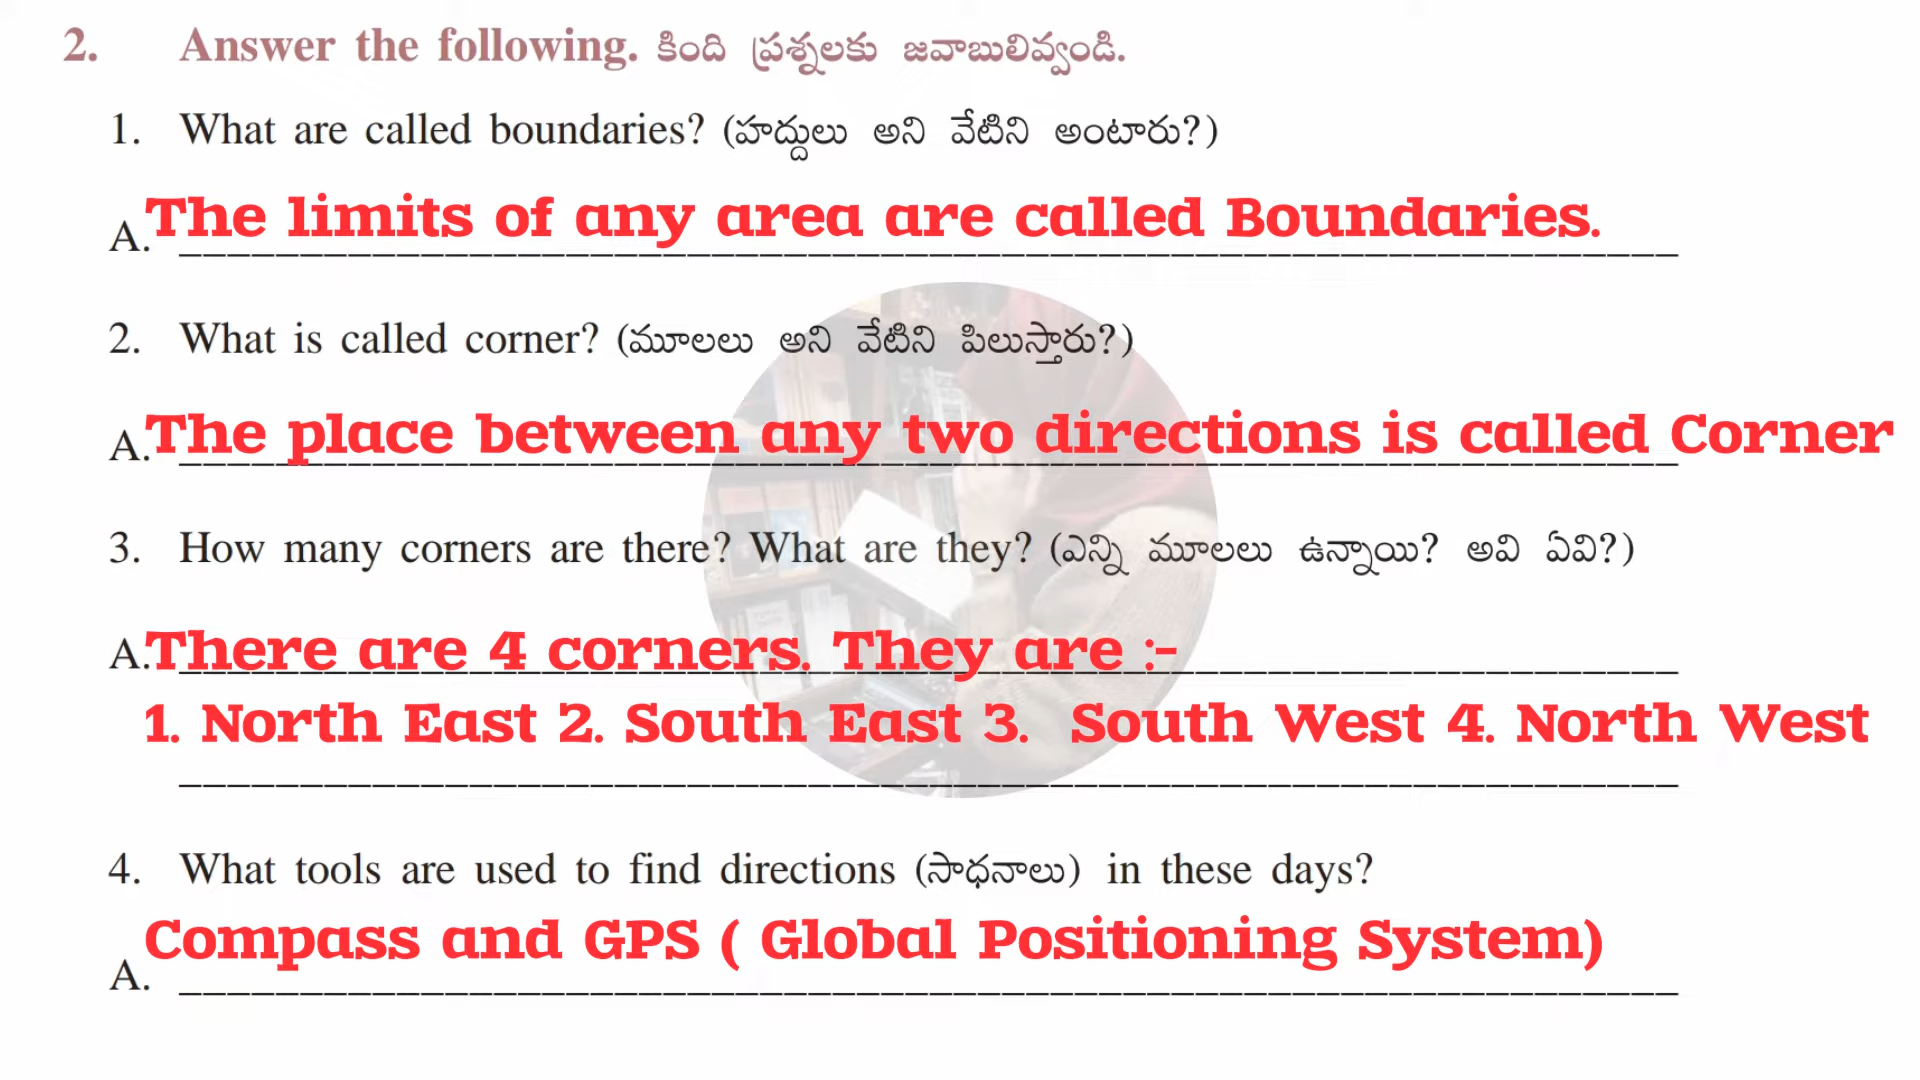 2. Answer the following. కింది ప్రశ్నలకు జవాబులివ్వండి.
1. What are called boundaries? (హద్దులు అని వేటిని అంటారు?)
A. The limits of any area are called Boundaries.
2. What is called corner? (మూలలు అని వేటిని పిలుస్తారు?)
A. The place between any two directions is called Corner
3. How many corners are there? What are they? (ఎన్ని మూలలు ఉన్నాయి? అవి ఏవి?)
A. There are 4 corners. They are :-
1. North East 2. South East 3. South West 4. North West
4. What tools are used to find directions (సాధనాలు) in these days?
A. Compass and GPS ( Global Positioning System)